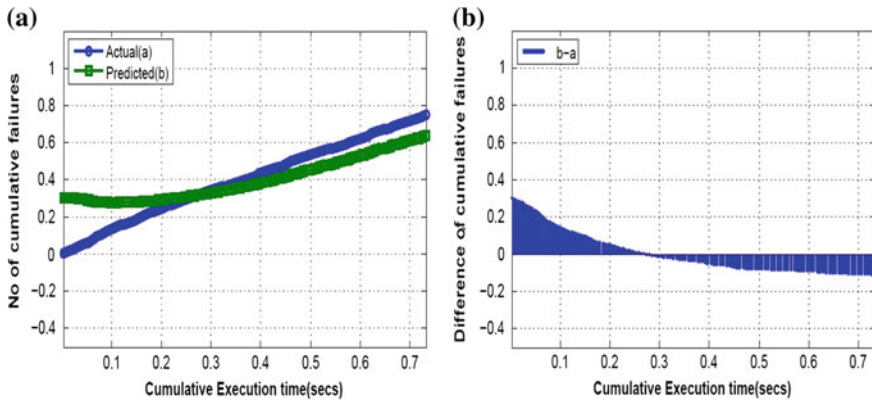 (a)
No of cumulative failures
1
0.8
0.6
0.4
0.2
0
−0.2
−0.4
Actual(a)
Predicted(b)
0.1 0.2 0.3 0.4 0.5 0.6 0.7
Cumulative Execution time(secs)
(b)
Difference of cumulative failures
1
0.8
0.6
0.4
0.2
0
−0.2
−0.4
b−a
0.1 0.2 0.3 0.4 0.5 0.6 0.7
Cumulative Execution time(secs)